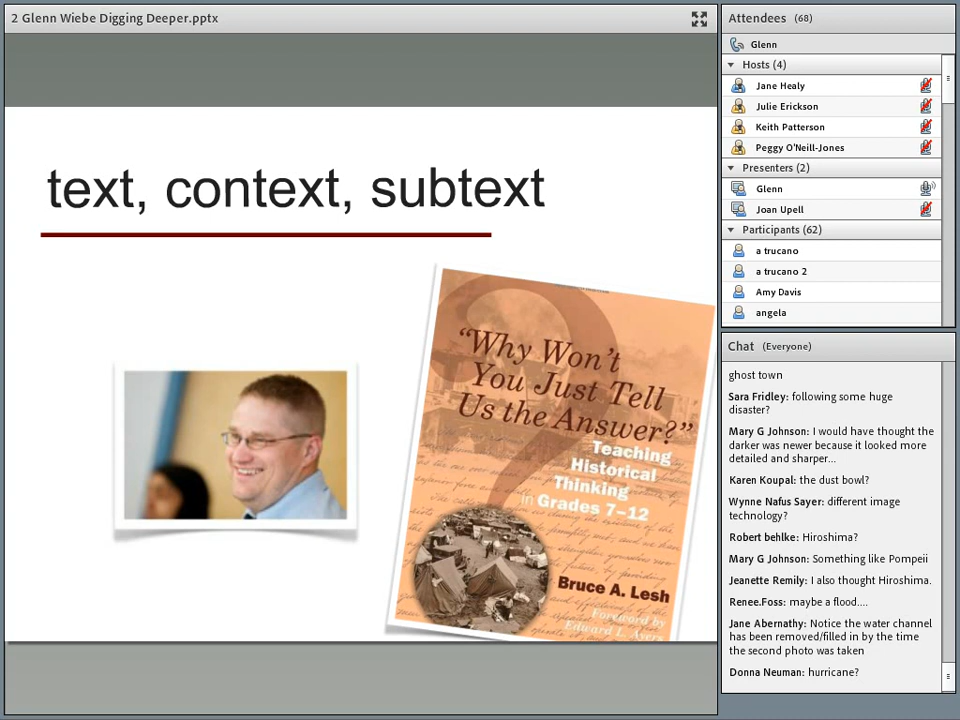 2 Glenn Wiebe Digging Deeper.pptx
text, context, subtext
“Why Won’t
You Just Tell
Us the Answer?”
Teaching
Historical
Thinking
in Grades 7–12
Bruce A. Lesh
Foreword by
Edward L. Ayers
Attendees (68)
Glenn
Hosts (4)
Jane Healy
Julie Erickson
Keith Patterson
Peggy O'Neill-Jones
Presenters (2)
Glenn
Joan Upell
Participants (62)
a trucano
a trucano 2
Amy Davis
angela
Chat (Everyone)
ghost town
Sara Fridley: following some huge
disaster?
Mary G Johnson: I would have thought the
darker was newer because it looked more
detailed and sharper...
Karen Koupal: the dust bowl?
Wynne Nafus Sayer: different image
technology?
Robert behlke: Hiroshima?
Mary G Johnson: Something like Pompeii
Jeanette Remily: I also thought Hiroshima.
Renee.Foss: maybe a flood....
Jane Abernathy: Notice the water channel
has been removed/filled in by the time
the second photo was taken
Donna Neuman: hurricane?